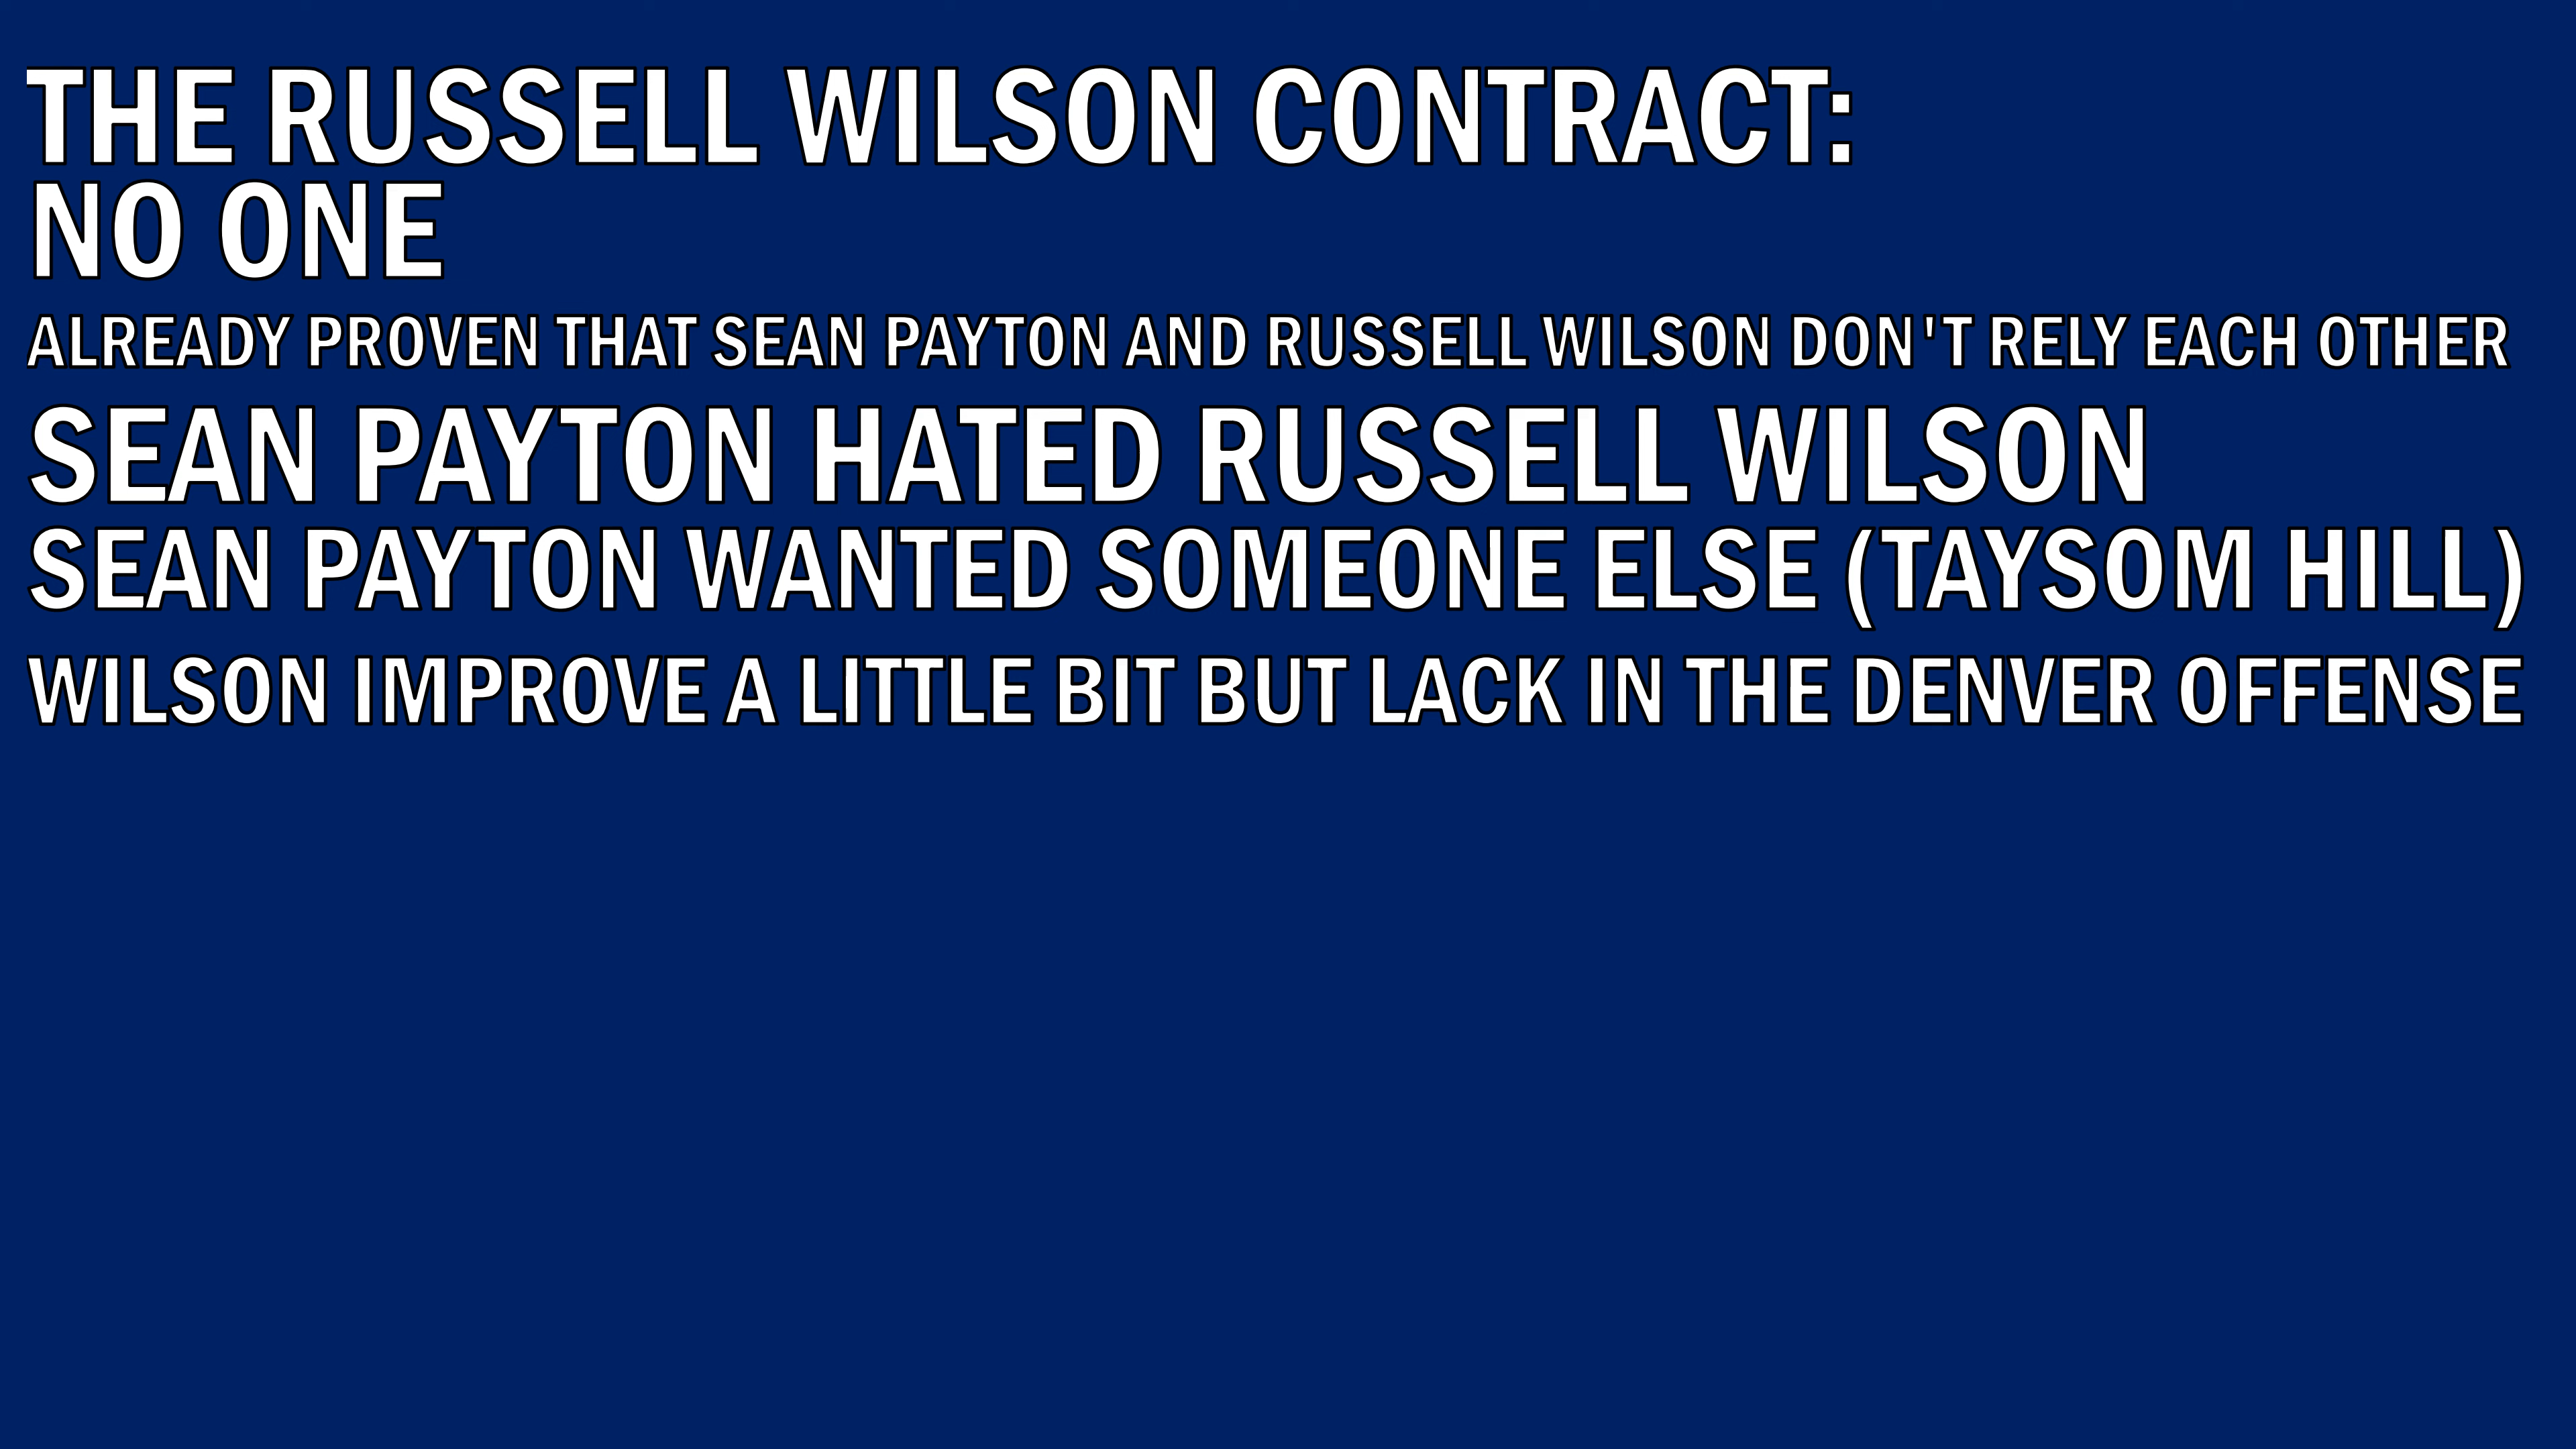 THE RUSSELL WILSON CONTRACT:
NO ONE
ALREADY PROVEN THAT SEAN PAYTON AND RUSSELL WILSON DON'T RELY EACH OTHER
SEAN PAYTON HATED RUSSELL WILSON
SEAN PAYTON WANTED SOMEONE ELSE (TAYSOM HILL)
WILSON IMPROVE A LITTLE BIT BUT LACK IN THE DENVER OFFENSE